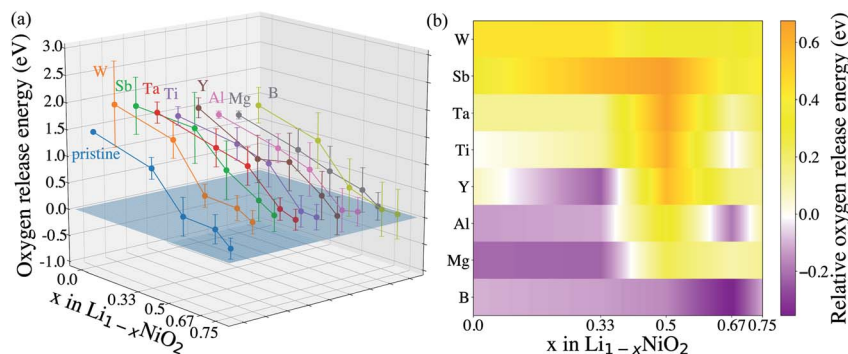 (a)
Oxygen release energy (eV)
3.0
2.5
2.0
1.5
1.0
0.5
0.0
-0.5
-1.0
W
Sb
Ta
Ti
Y
Al
Mg
B
pristine
0.0
0.33
0.5
0.67
0.75
x in Li1−xNiO2
(b)
W
Sb
Ta
Ti
Y
Al
Mg
B
0.0
0.33
0.5
0.67
0.75
x in Li1−xNiO2
0.6
0.4
0.2
0.0
−0.2
Relative oxygen release energy (ev)